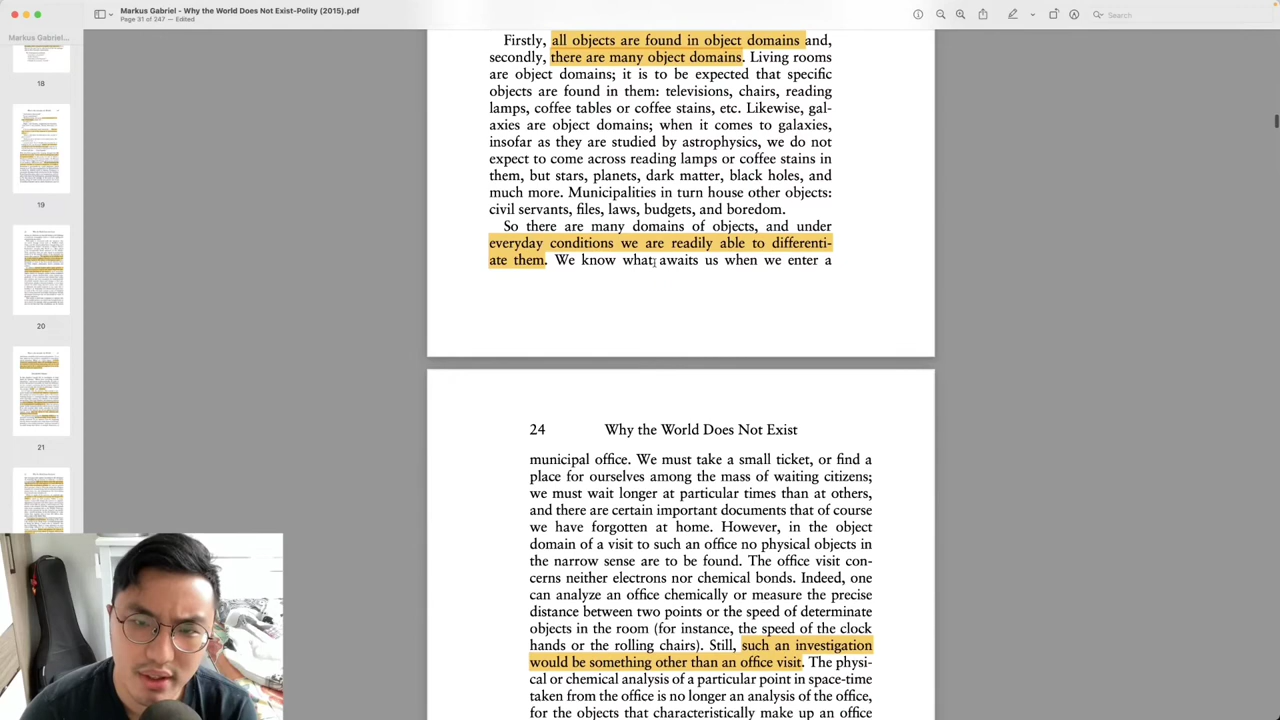 Markus Gabriel - Why the World Does Not Exist-Polity (2015).pdf
Page 31 of 247 — Edited
Search
Markus Gabriel...
18
19
20
21
Firstly, all objects are found in object domains and,
secondly, there are many object domains. Living rooms
are object domains; it is to be expected that specific
objects are found in them: televisions, chairs, reading
lamps, coffee tables or coffee stains, etc. Likewise, gal-
axies are object domains; when it comes to galaxies,
insofar as they are studied by astrophysics, we do not
expect to come across reading lamps or coffee stains in
them, but stars, planets, dark matter, black holes, and
much more. Municipalities in turn house other objects:
civil servants, files, laws, budgets, and boredom.
So there are many domains of objects, and under
everyday conditions we are readily able to differenti-
ate them. We know what awaits us when we enter a
24 Why the World Does Not Exist
municipal office. We must take a small ticket, or find a
place for ourselves among the mass of waiting citizens;
we must wait longer at particular times than at others,
and there are certain important documents that of course
we have forgotten at home. However, in the object
domain of a visit to such an office no physical objects in
the narrow sense are to be found. The office visit con-
cerns neither electrons nor chemical bonds. Indeed, one
can analyze an office chemically or measure the precise
distance between two points or the speed of determinate
objects in the room (for instance, the speed of the clock
hands or the rolling chairs). Still, such an investigation
would be something other than an office visit. The physi-
cal or chemical analysis of a particular point in space-time
taken from the office is no longer an analysis of the office,
for the objects that characteristically make up an office